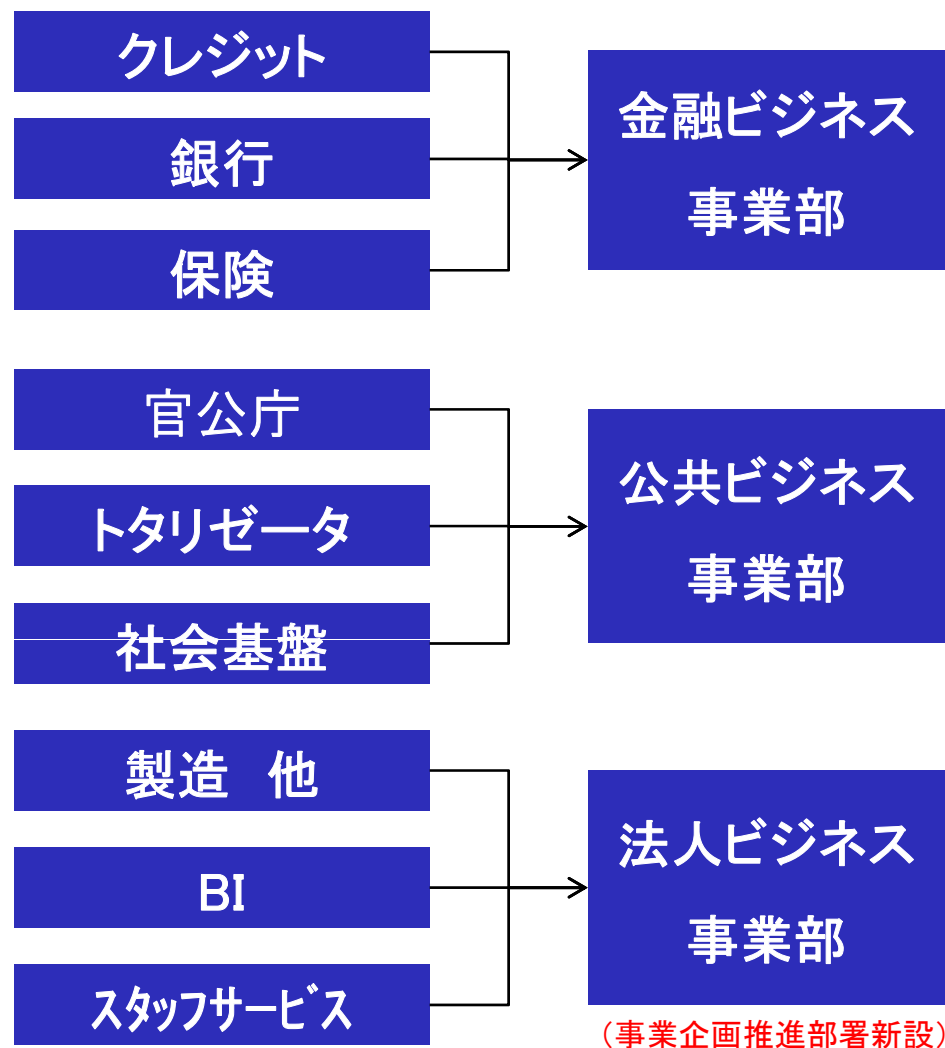 クレジット
銀行
保険
金融ビジネス
事業部
官公庁
トタリゼータ
社会基盤
公共ビジネス
事業部
製造　他
BI
スタッフサービス
法人ビジネス
事業部
（事業企画推進部署新設）